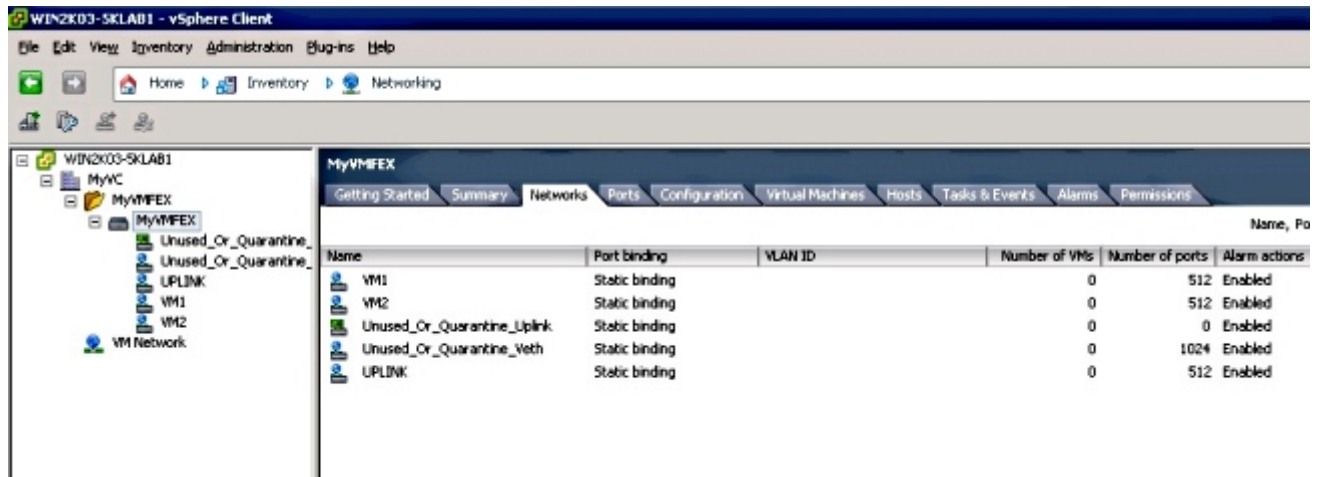 WIN2K03-SKLAB1 - vSphere Client
File Edit View Inventory Administration Plug-ins Help
Home Inventory Networking
WIN2K03-SKLAB1
MyVC
MyVMFEX
MyVMFEX
Unused_Or_Quarantine_
Unused_Or_Quarantine_
UPLINK
VM1
VM2
VM Network
MyVMFEX
Getting Started Summary Networks Ports Configuration Virtual Machines Hosts Tasks & Events Alarms Permissions
Name, Po
Name Port binding VLAN ID Number of VMs Number of ports Alarm actions
VM1 Static binding 0 512 Enabled
VM2 Static binding 0 512 Enabled
Unused_Or_Quarantine_Uplink Static binding 0 0 Enabled
Unused_Or_Quarantine_Veth Static binding 0 1024 Enabled
UPLINK Static binding 0 512 Enabled